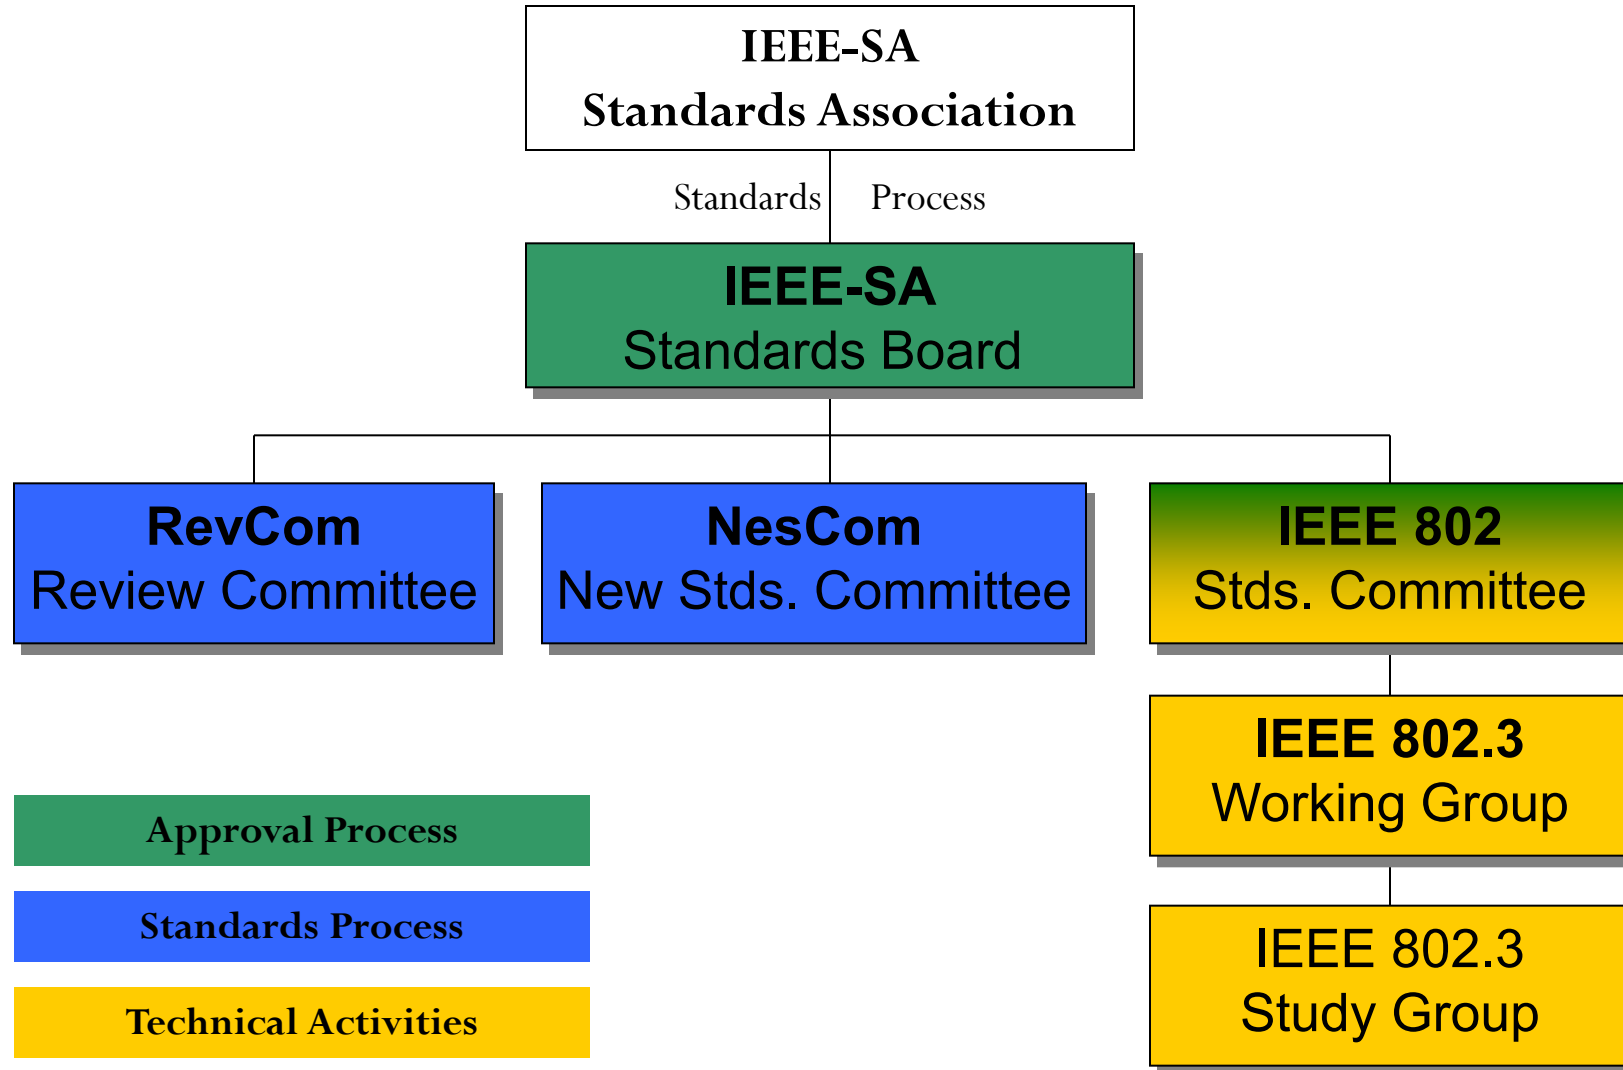 IEEE-SA
Standards Association
Standards Process
IEEE-SA
Standards Board
RevCom
Review Committee
NesCom
New Stds. Committee
IEEE 802
Stds. Committee
IEEE 802.3
Working Group
IEEE 802.3
Study Group
Approval Process
Standards Process
Technical Activities